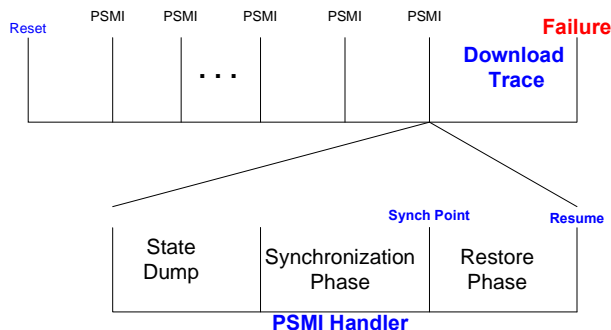 Reset
PSMI
PSMI
PSMI
PSMI
PSMI
Failure
Download
Trace
. . .
Synch Point
Resume
State
Dump
Synchronization
Phase
Restore
Phase
PSMI Handler